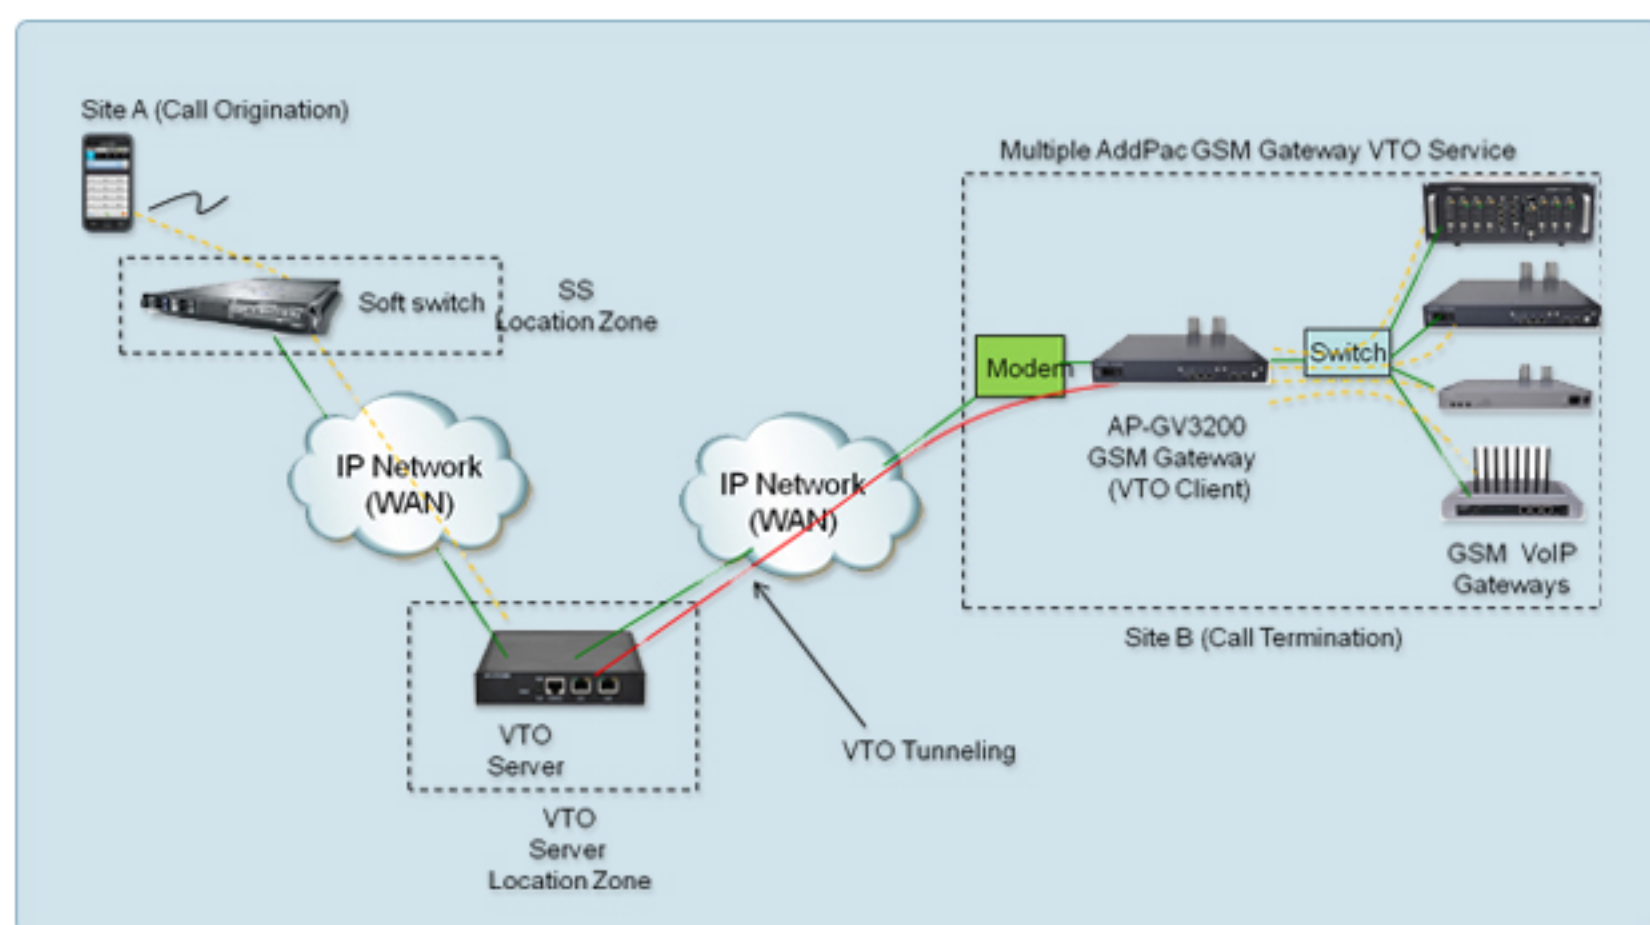 Site A (Call Origination)
Multiple AddPac GSM Gateway VTO Service
Soft switch
SS
Location Zone
Modem
Switch
IP Network
(WAN)
IP Network
(WAN)
AP-GV3200
GSM Gateway
(VTO Client)
GSM VoIP
Gateways
Site B (Call Termination)
VTO
Server
VTO Tunneling
VTO
Server
Location Zone